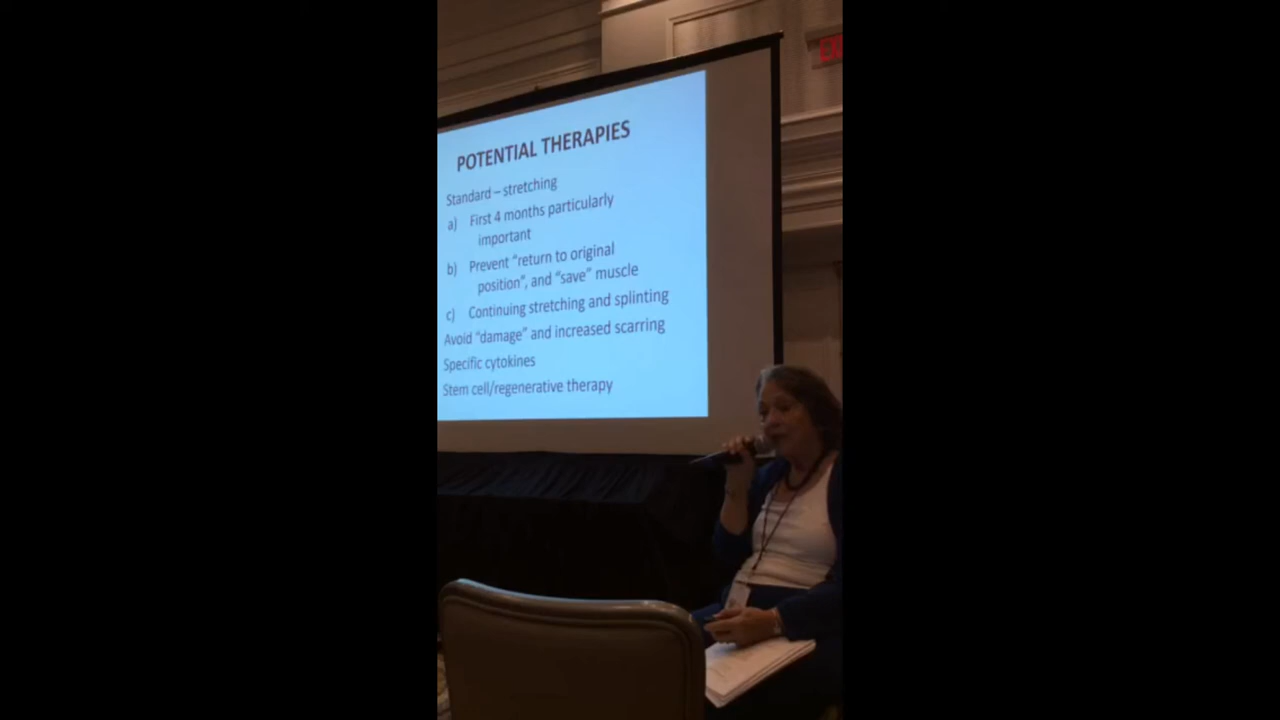 POTENTIAL THERAPIES
Standard – stretching
a) First 4 months particularly
important
b) Prevent “return to original
position”, and “save” muscle
c) Continuing stretching and splinting
Avoid “damage” and increased scarring
Specific cytokines
Stem cell/regenerative therapy